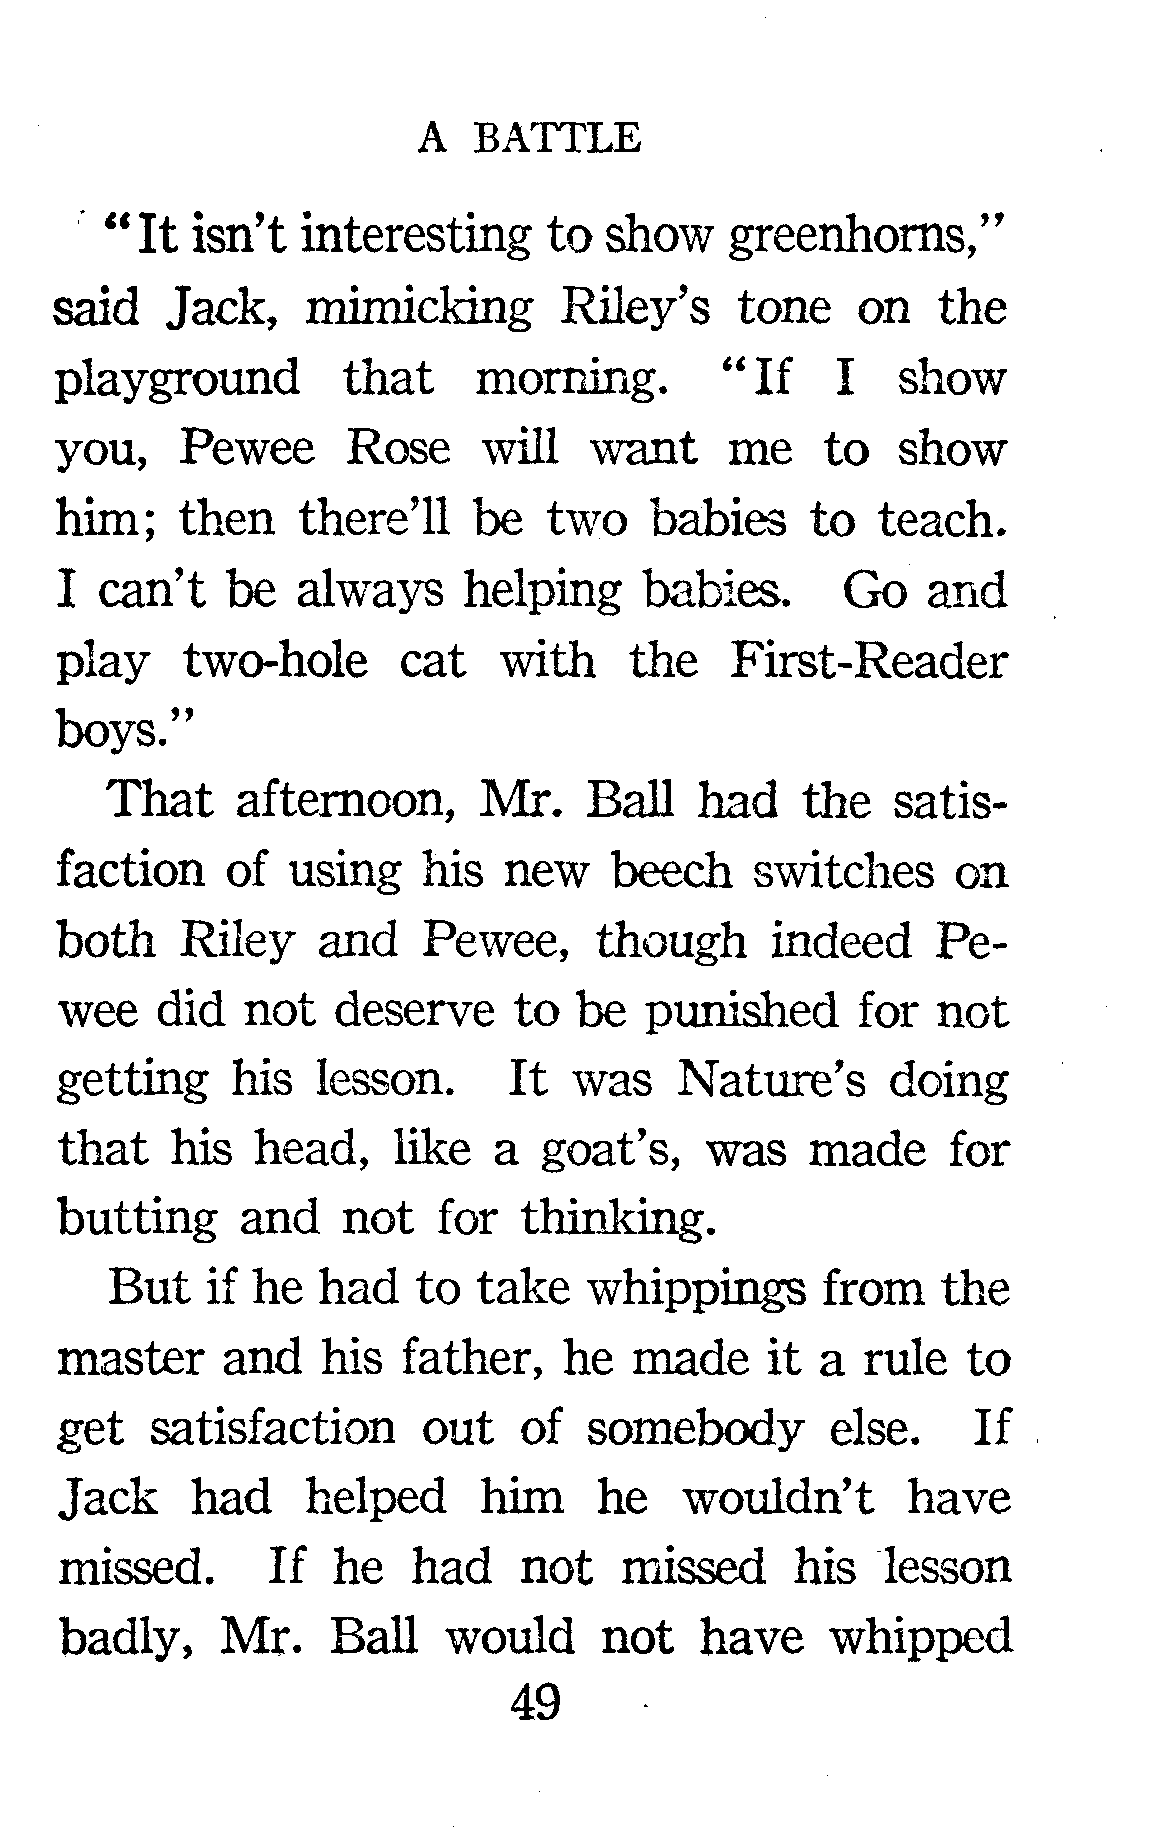 A BATTLE
"It isn't interesting to show greenhorns,"
said Jack, mimicking Riley's tone on the
playground that morning. "If I show
you, Pewee Rose will want me to show
him; then there'll be two babies to teach.
I can't be always helping babies. Go and
play two-hole cat with the First-Reader
boys."
That afternoon, Mr. Ball had the satis-
faction of using his new beech switches on
both Riley and Pewee, though indeed Pe-
wee did not deserve to be punished for not
getting his lesson. It was Nature's doing
that his head, like a goat's, was made for
butting and not for thinking.
But if he had to take whippings from the
master and his father, he made it a rule to
get satisfaction out of somebody else. If
Jack had helped him he wouldn't have
missed. If he had not missed his lesson
badly, Mr. Ball would not have whipped
49